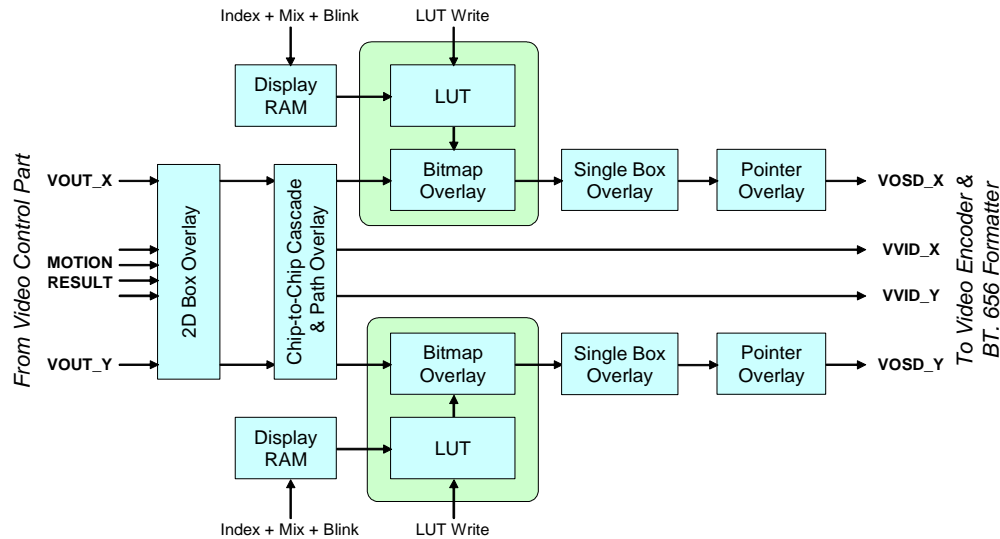 Index + Mix + Blink
LUT Write
Display
RAM
LUT
Bitmap
Overlay
Single Box
Overlay
Pointer
Overlay
From Video Control Part
VOUT_X
MOTION
RESULT
VOUT_Y
2D Box Overlay
Chip-to-Chip Cascade
& Path Overlay
VOSD_X
VVID_X
VVID_Y
VOSD_Y
To Video Encoder &
BT. 656 Formatter
Bitmap
Overlay
Single Box
Overlay
Pointer
Overlay
Display
RAM
LUT
Index + Mix + Blink
LUT Write